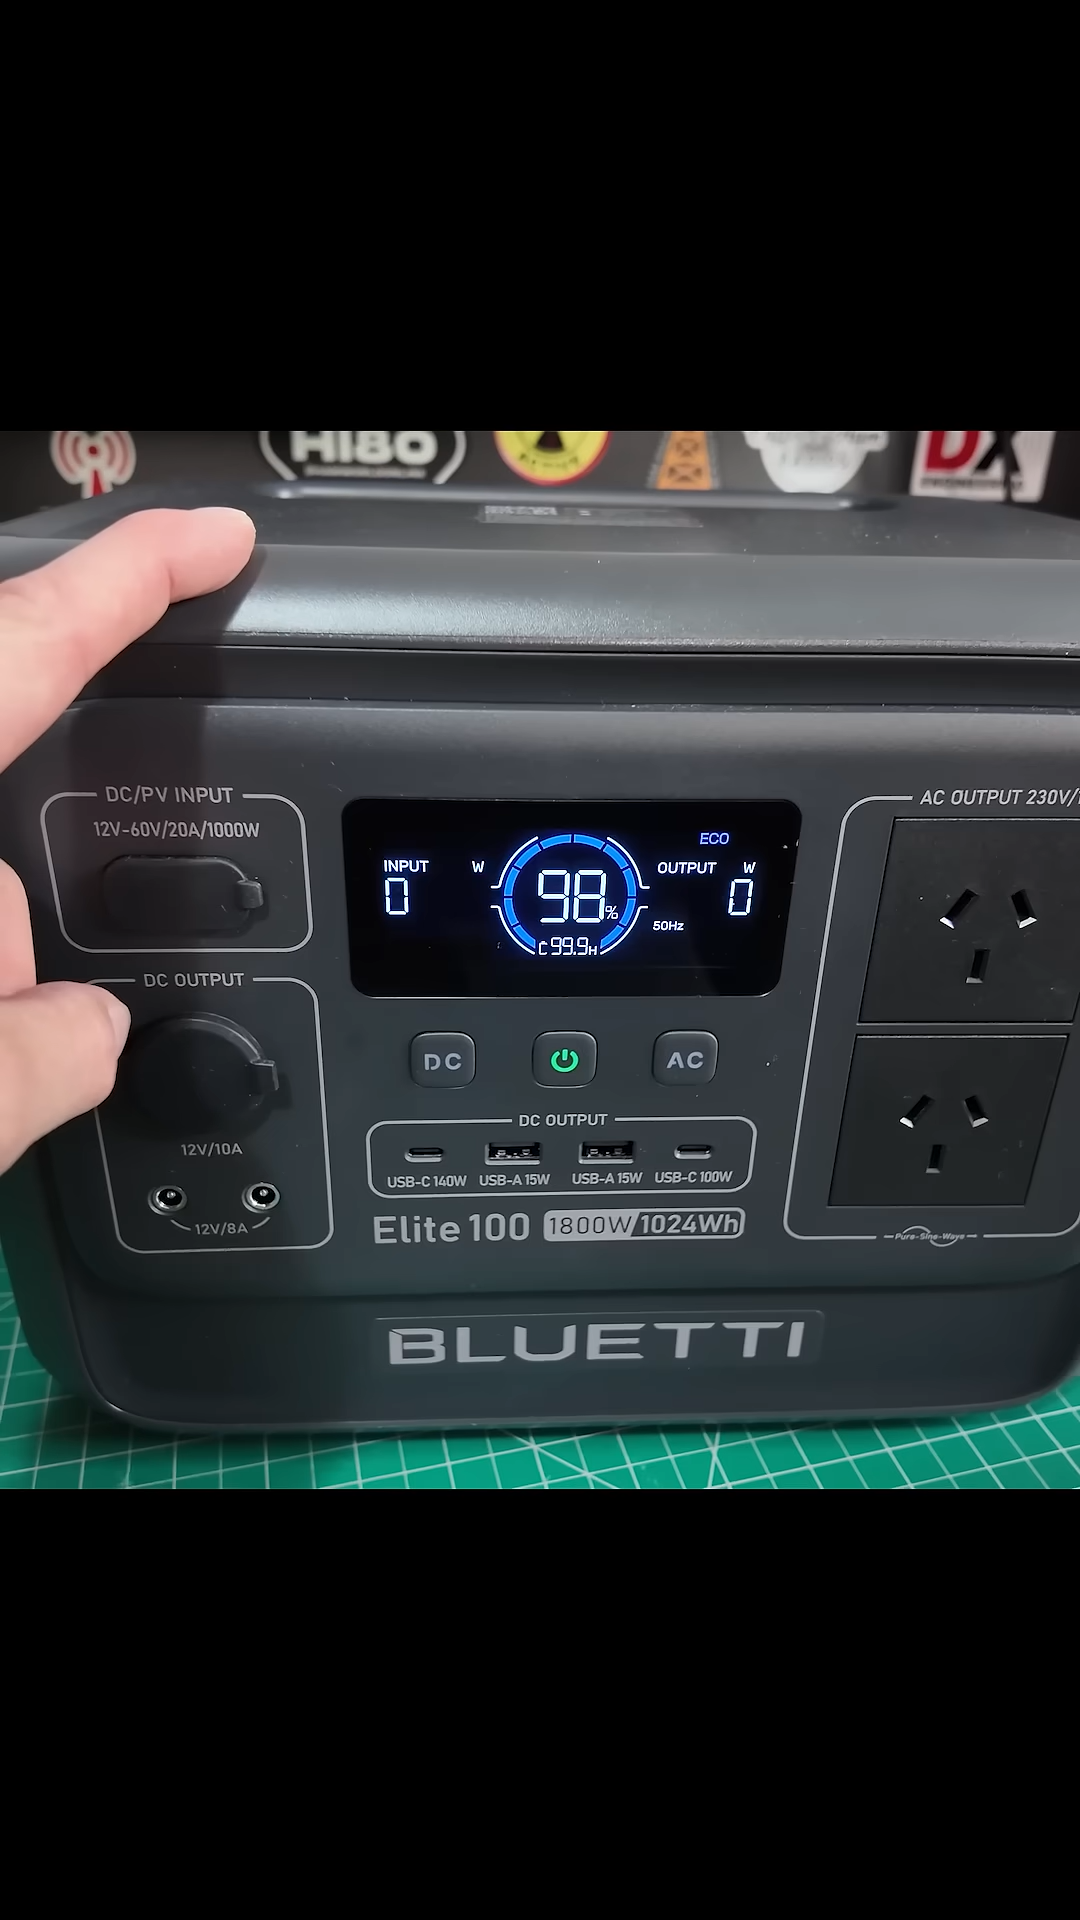 HI80
DX
DC/PV INPUT
12V-60V/20A/1000W
AC OUTPUT 230V/
ECO
INPUT W
0
98%
C99.9H
OUTPUT W
0
50Hz
DC OUTPUT
12V/10A
12V/8A
DC
AC
DC OUTPUT
USB-C 140W USB-A 15W USB-A 15W USB-C 100W
Elite 100 1800W/1024Wh
Pure-Sine-Wave
BLUETTI